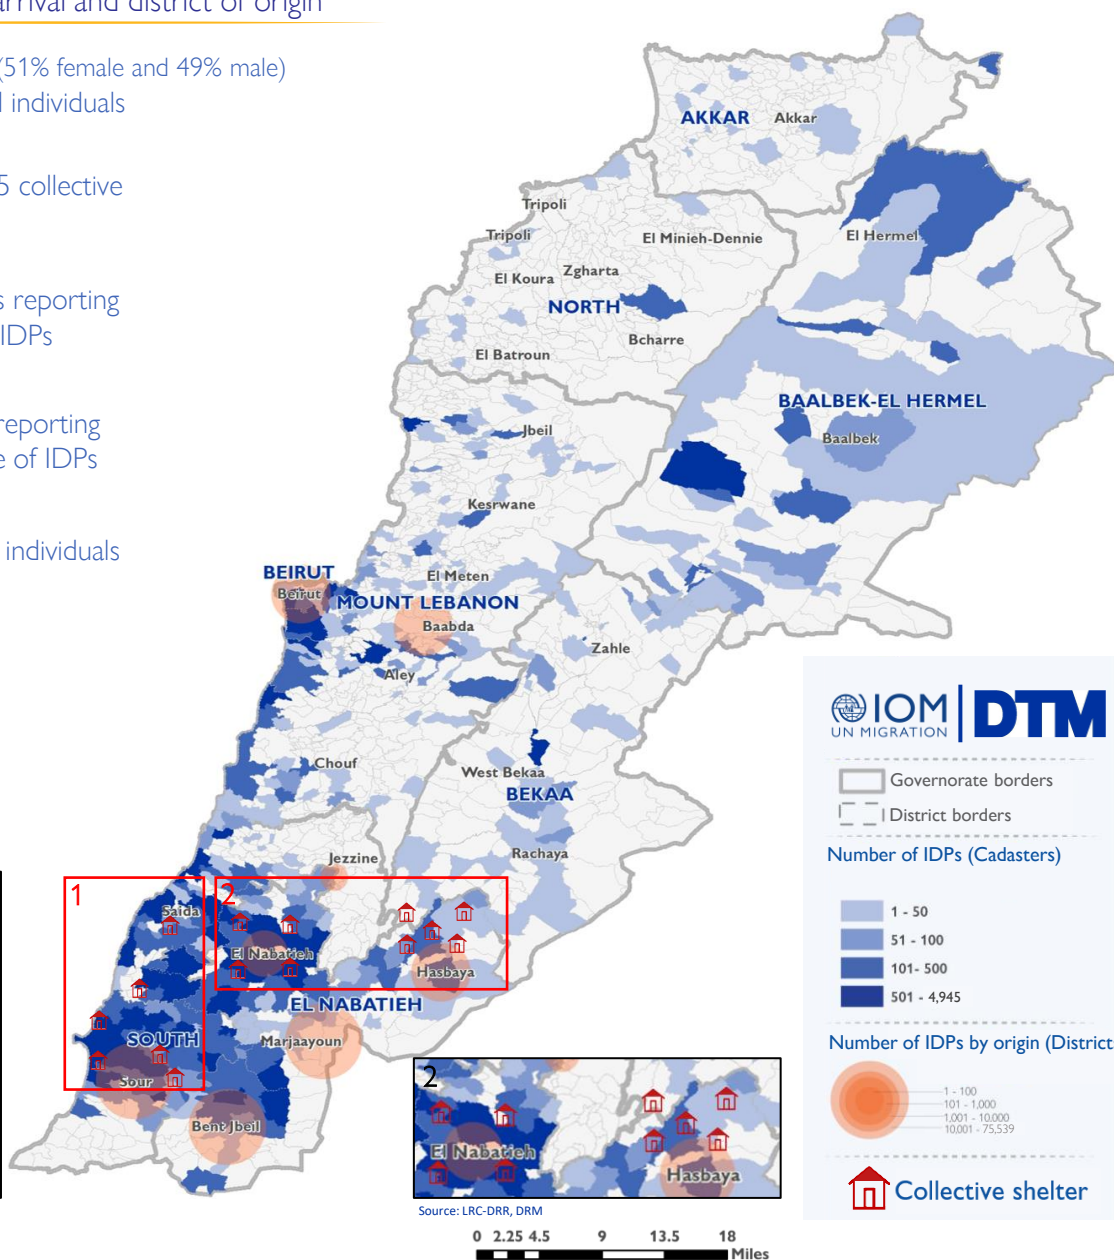 arrival and district of origin
(51% female and 49% male)
individuals
5 collective
s reporting
IDPs
reporting
e of IDPs
individuals
AKKAR
Akkar
Tripoli
Tripoli
El Minieh-Dennie
El Hermel
El Koura
Zgharta
NORTH
Bcharre
El Batroun
BAALBEK-EL HERMEL
Baalbek
Jbeil
Kesrwane
BEIRUT
Beirut
El Meten
MOUNT LEBANON
Baabda
Zahle
Aley
Chouf
West Bekaa
BEKAA
Rachaya
Jezzine
1
2
Saida
El Nabatieh
Hasbaya
EL NABATIEH
SOUTH
Marjaayoun
Sour
Bent Jbeil
2
El Nabatieh
Hasbaya
Source: LRC-DRR, DRM
0 2.25 4.5 9 13.5 18
Miles
IOM
UN MIGRATION
DTM
Governorate borders
District borders
Number of IDPs (Cadasters)
1 - 50
51 - 100
101- 500
501 - 4,945
Number of IDPs by origin (Districts
1 - 100
101 - 1,000
1,001 - 10,000
10,001 - 75,539
Collective shelter